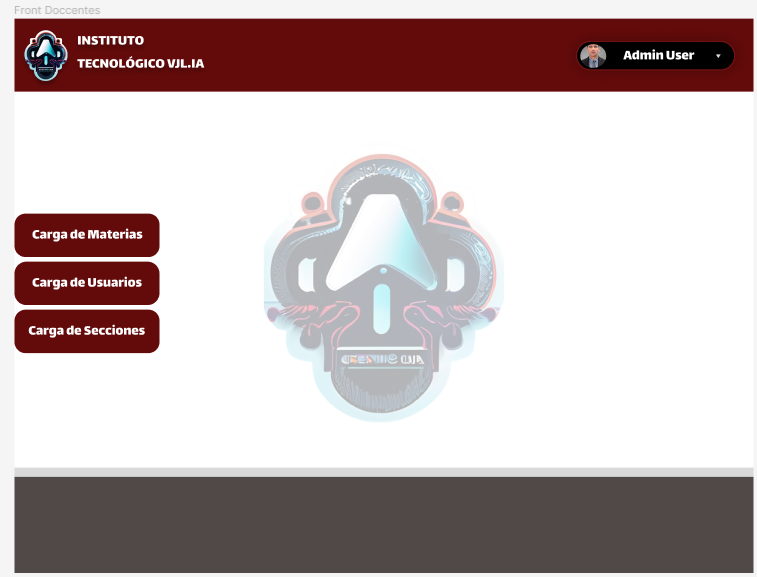 Front Doccentes
INSTITUTO
TECNOLÓGICO VJL.IA
Admin User
Carga de Materias
Carga de Usuarios
Carga de Secciones